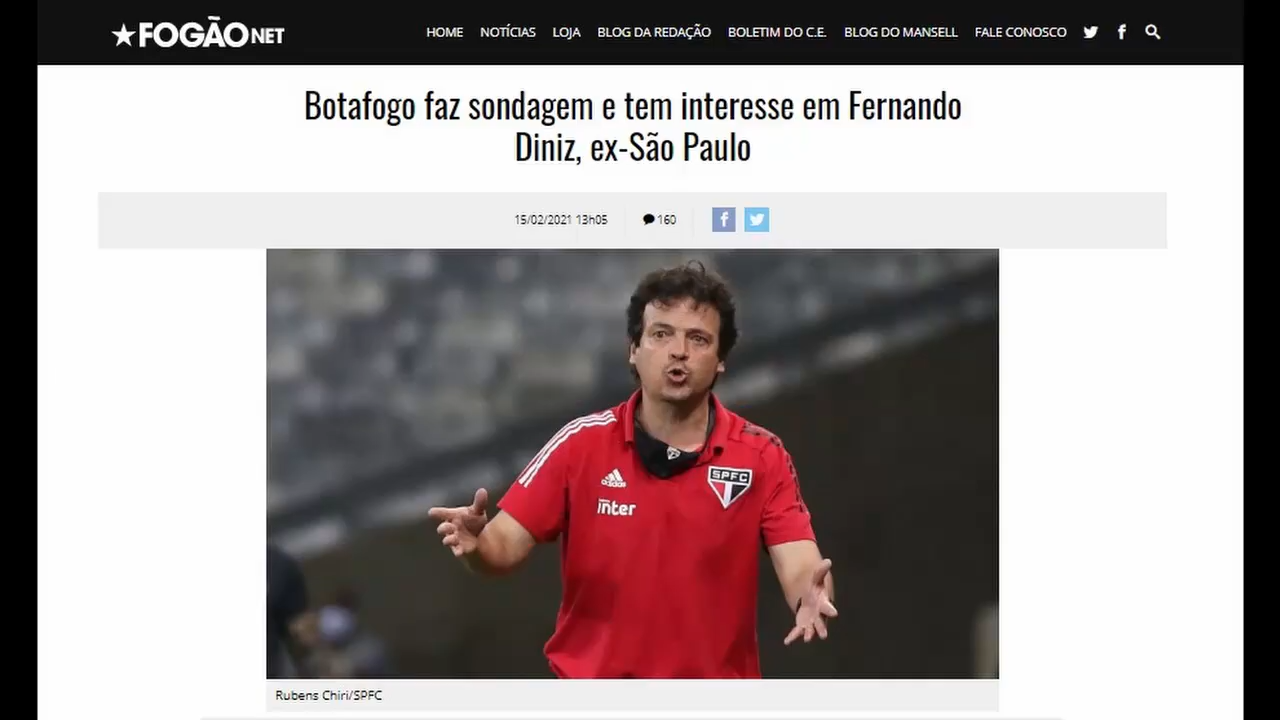 FOGÃONET
HOME NOTÍCIAS LOJA BLOG DA REDAÇÃO BOLETIM DO C.E. BLOG DO MANSELL FALE CONOSCO
Botafogo faz sondagem e tem interesse em Fernando
Diniz, ex-São Paulo
15/02/2021 13h05 160
SPFC
adidas
inter
Rubens Chiri/SPFC